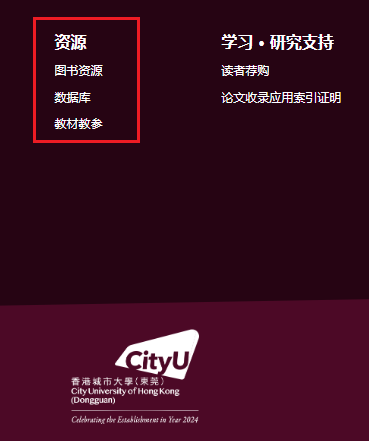 资源
图书资源
数据库
教材教参
学习 • 研究支持
读者荐购
论文收录应用索引证明
CityU
香港城市大學(東莞)
City University of Hong Kong
(Dongguan)
Celebrating the Establishment in Year 2024